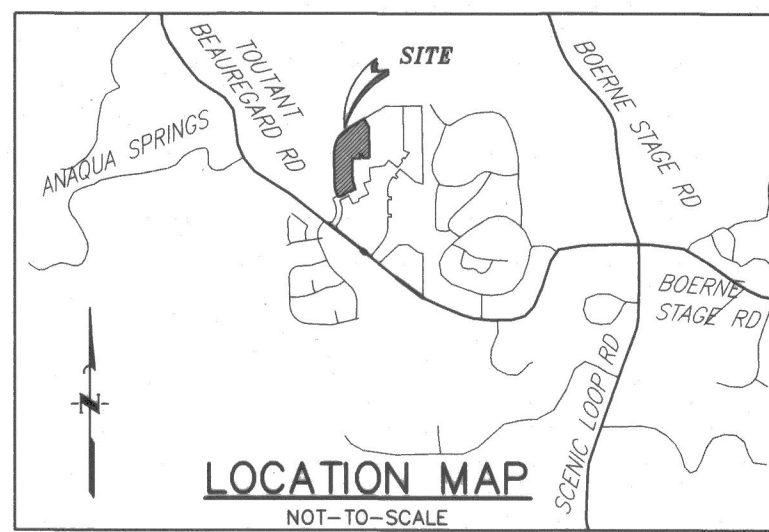 SITE
TOUTANT
BEAUREGARD RD
BOERNE STAGE RD
ANAQUA SPRINGS
BOERNE
STAGE RD
SCENIC LOOP RD
N
LOCATION MAP
NOT-TO-SCALE